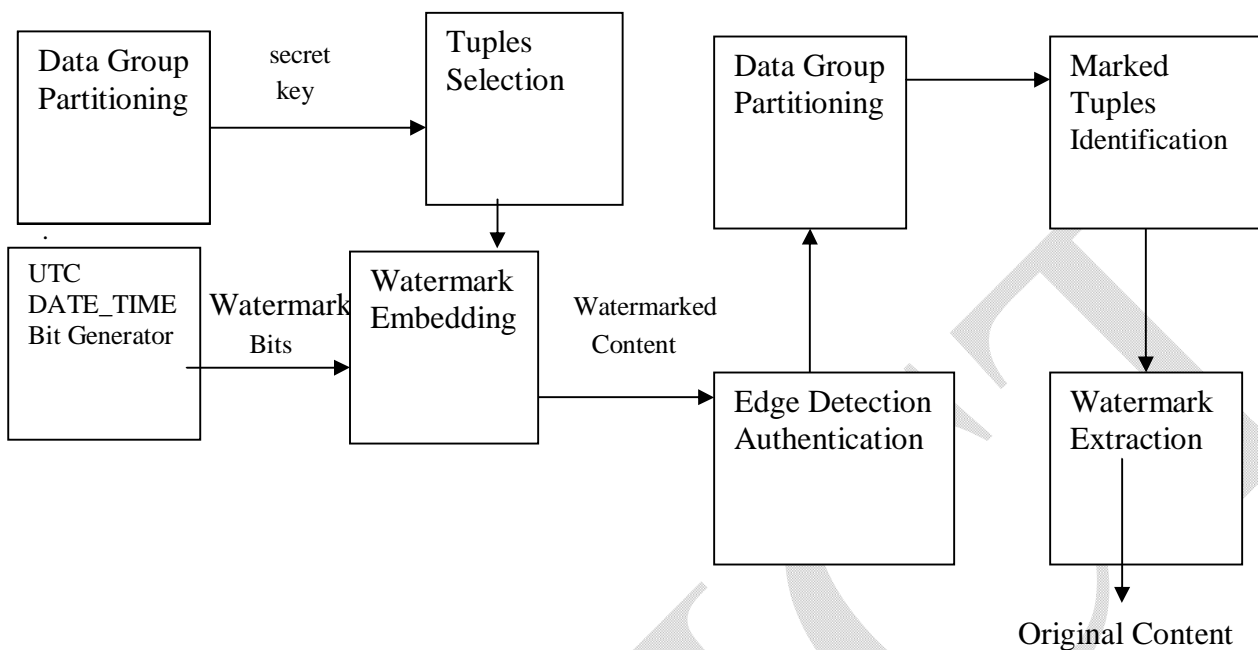 Data Group
Partitioning
secret
key
Tuples
Selection
UTC
DATE_TIME
Bit Generator
Watermark
Bits
Watermark
Embedding
Watermarked
Content
Edge Detection
Authentication
Data Group
Partitioning
Marked
Tuples
Identification
Watermark
Extraction
Original Content